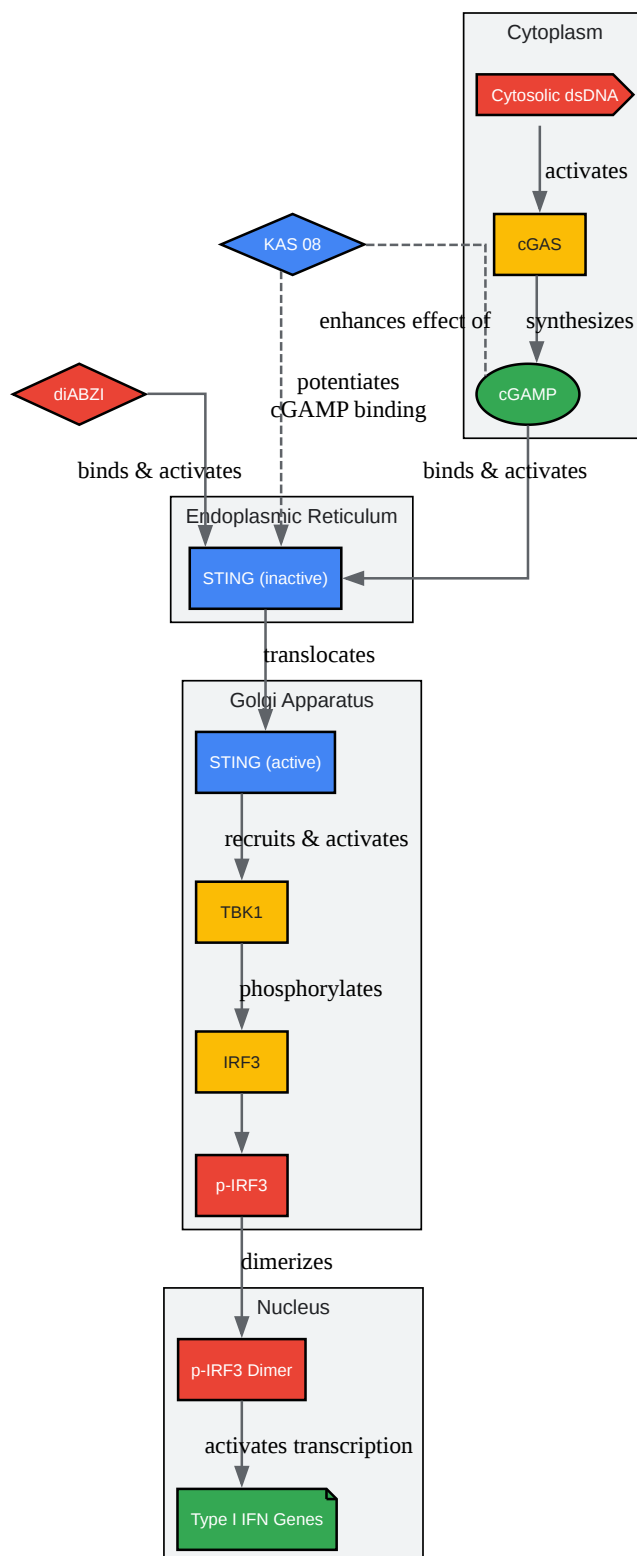 Cytoplasm
Cytosolic dsDNA
activates
KAS 08
cGAS
enhances effect of
synthesizes
potentiates
cGAMP binding
diABZI
cGAMP
binds & activates
binds & activates
Endoplasmic Reticulum
STING (inactive)
translocates
Golgi Apparatus
STING (active)
recruits & activates
TBK1
phosphorylates
IRF3
p-IRF3
dimerizes
Nucleus
p-IRF3 Dimer
activates transcription
Type I IFN Genes